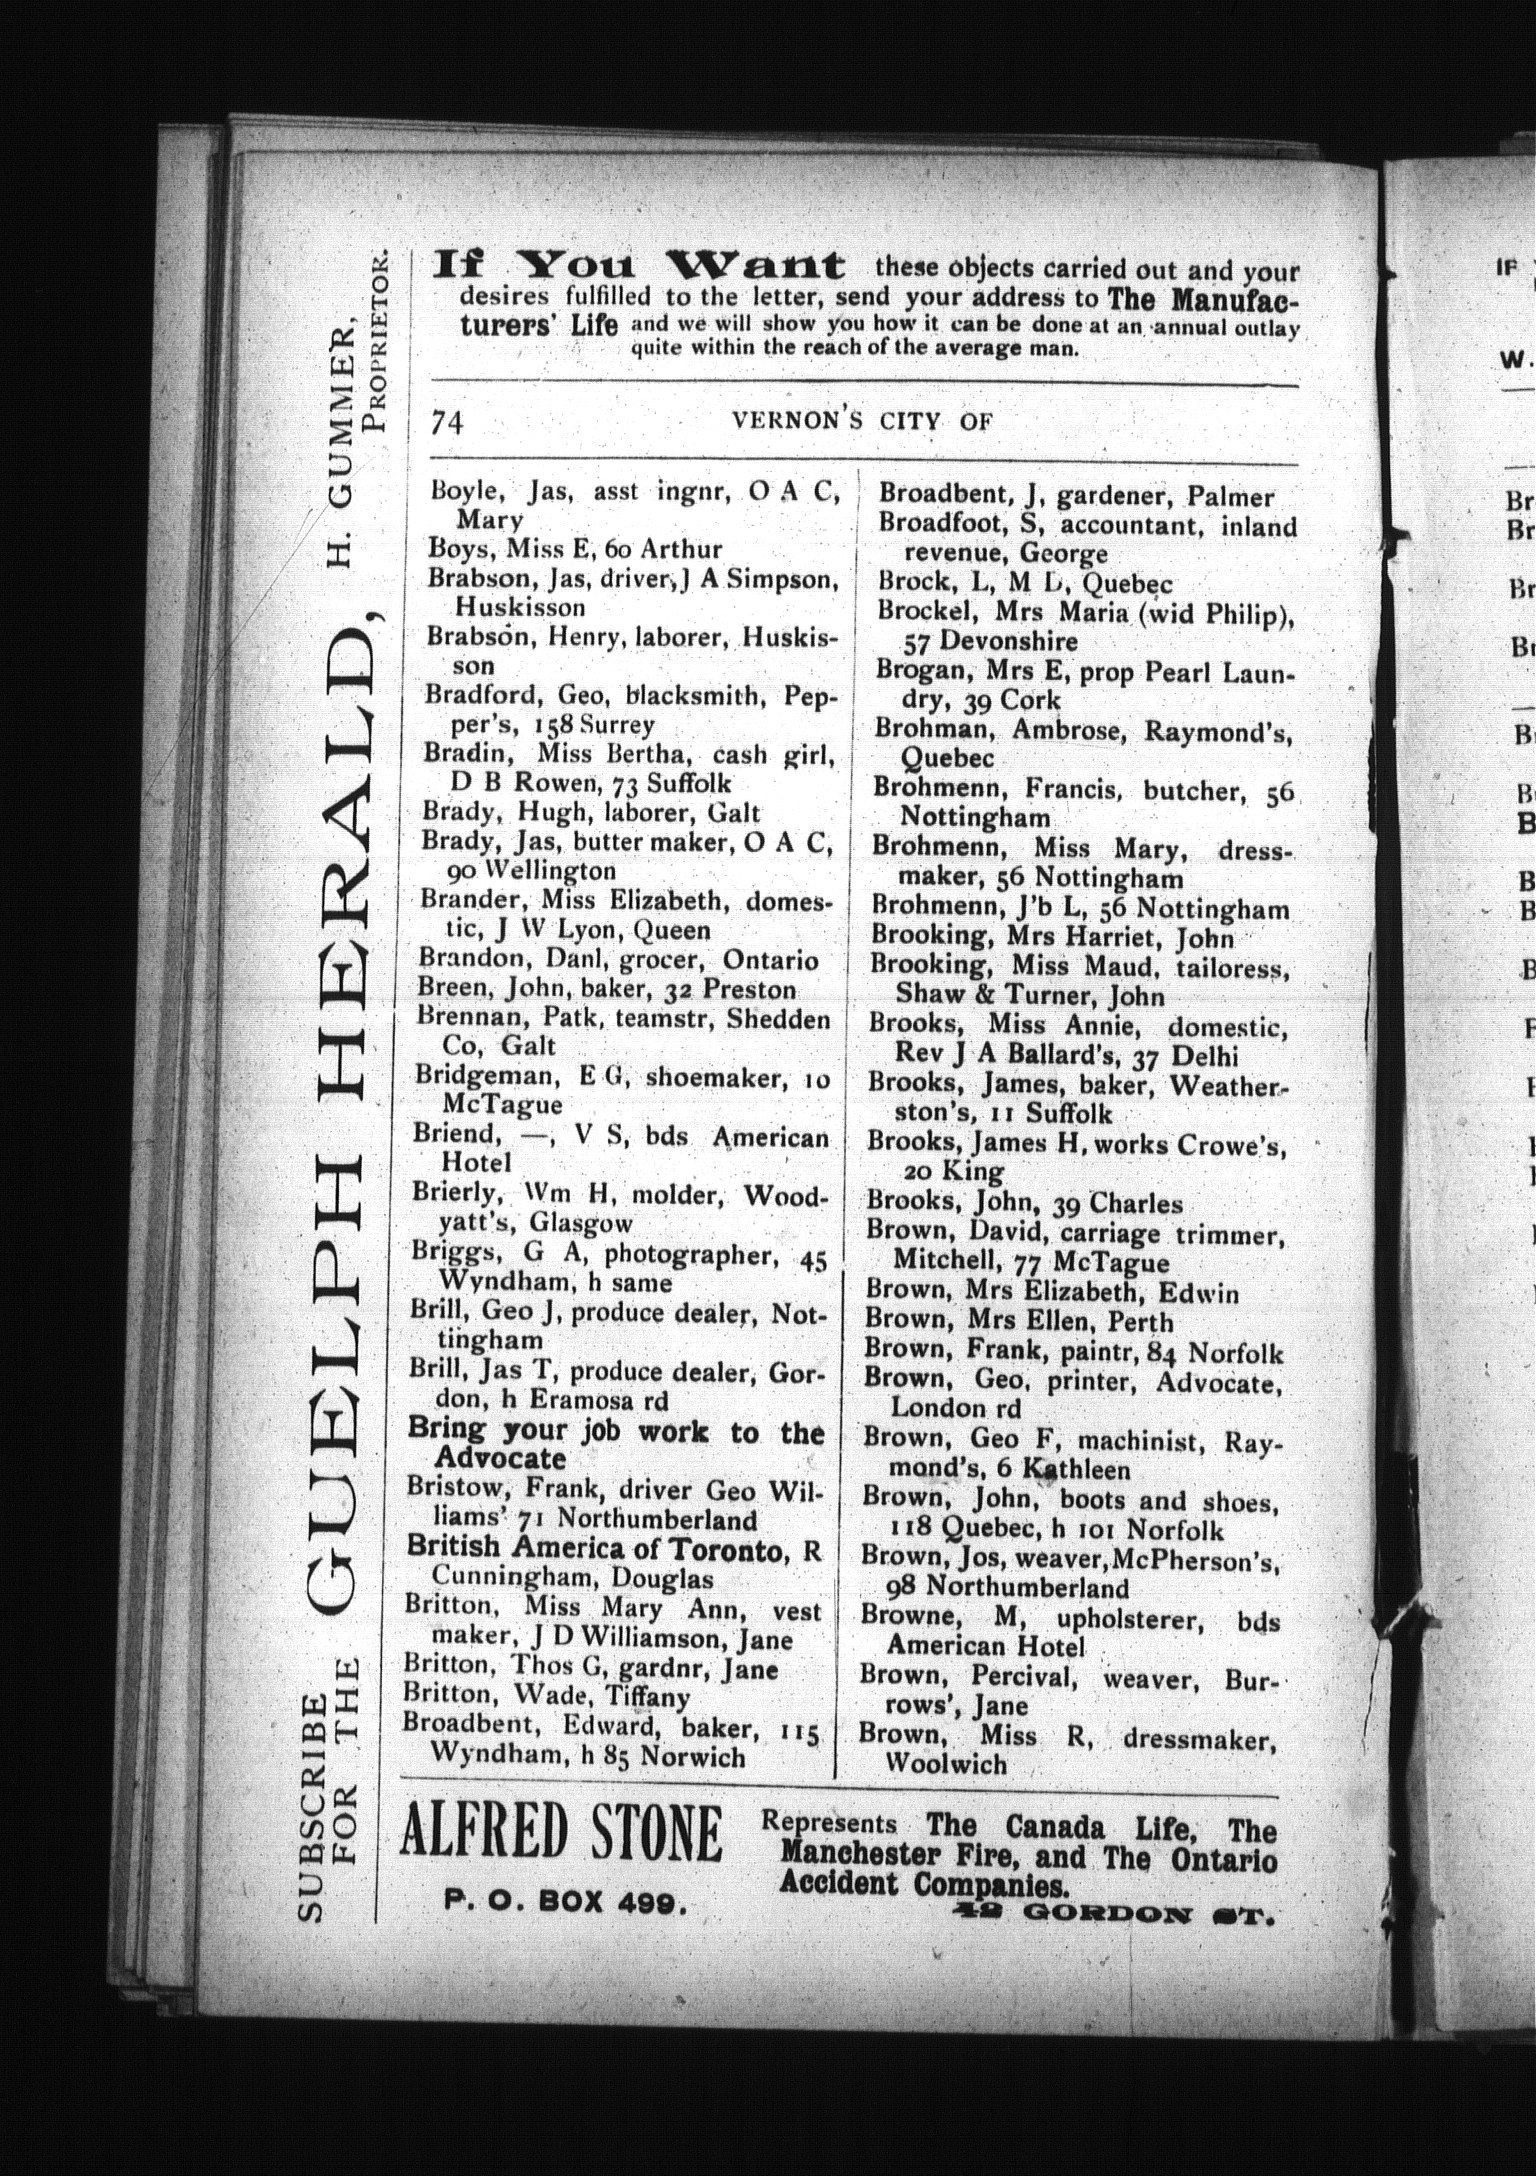 If You Want these objects carried out and your
desires fulfilled to the letter, send your address to The Manufac-
turers' Life and we will show you how it can be done at an annual outlay
quite within the reach of the average man.
74 VERNON'S CITY OF
Boyle, Jas, asst ingnr, O A C,
Mary
Boys, Miss E, 60 Arthur
Brabson, Jas, driver, J A Simpson,
Huskisson
Brabson, Henry, laborer, Huskis-
son
Bradford, Geo, blacksmith, Pep-
per's, 158 Surrey
Bradin, Miss Bertha, cash girl,
D B Rowen, 73 Suffolk
Brady, Hugh, laborer, Galt
Brady, Jas, butter maker, O A C,
90 Wellington
Brander, Miss Elizabeth, domes-
tic, J W Lyon, Queen
Brandon, Danl, grocer, Ontario
Breen, John, baker, 32 Preston
Brennan, Patk, teamstr, Shedden
Co, Galt
Bridgeman, E G, shoemaker, 10
McTague
Briend, —, V S, bds American
Hotel
Brierly, Wm H, molder, Wood-
yatt's, Glasgow
Briggs, G A, photographer, 45
Wyndham, h same
Brill, Geo J, produce dealer, Not-
tingham
Brill, Jas T, produce dealer, Gor-
don, h Eramosa rd
Bring your job work to the
Advocate
Bristow, Frank, driver Geo Wil-
liams' 71 Northumberland
British America of Toronto, R
Cunningham, Douglas
Britton, Miss Mary Ann, vest
maker, J D Williamson, Jane
Britton, Thos G, gardnr, Jane
Britton, Wade, Tiffany
Broadbent, Edward, baker, 115
Wyndham, h 85 Norwich
Broadbent, J, gardener, Palmer
Broadfoot, S, accountant, inland
revenue, George
Brock, L, M D, Quebec
Brockel, Mrs Maria (wid Philip),
57 Devonshire
Brogan, Mrs E, prop Pearl Laun-
dry, 39 Cork
Brohman, Ambrose, Raymond's,
Quebec
Brohmenn, Francis, butcher, 56
Nottingham
Brohmenn, Miss Mary, dress-
maker, 56 Nottingham
Brohmenn, J'b L, 56 Nottingham
Brooking, Mrs Harriet, John
Brooking, Miss Maud, tailoress,
Shaw & Turner, John
Brooks, Miss Annie, domestic,
Rev J A Ballard's, 37 Delhi
Brooks, James, baker, Weather-
ston's, 11 Suffolk
Brooks, James H, works Crowe's,
20 King
Brooks, John, 39 Charles
Brown, David, carriage trimmer,
Mitchell, 77 McTague
Brown, Mrs Elizabeth, Edwin
Brown, Mrs Ellen, Perth
Brown, Frank, paintr, 84 Norfolk
Brown, Geo, printer, Advocate,
London rd
Brown, Geo F, machinist, Ray-
mond's, 6 Kathleen
Brown, John, boots and shoes,
118 Quebec, h 101 Norfolk
Brown, Jos, weaver, McPherson's,
98 Northumberland
Browne, M, upholsterer, bds
American Hotel
Brown, Percival, weaver, Bur-
rows', Jane
Brown, Miss R, dressmaker,
Woolwich
ALFRED STONE
P. O. BOX 499.
Represents The Canada Life, The
Manchester Fire, and The Ontario
Accident Companies.
42 GORDON ST.
SUBSCRIBE
FOR THE
GUELPH HERALD,
H. GUMMER,
PROPRIETOR.
IF
W.
Br
Br
Br
Br